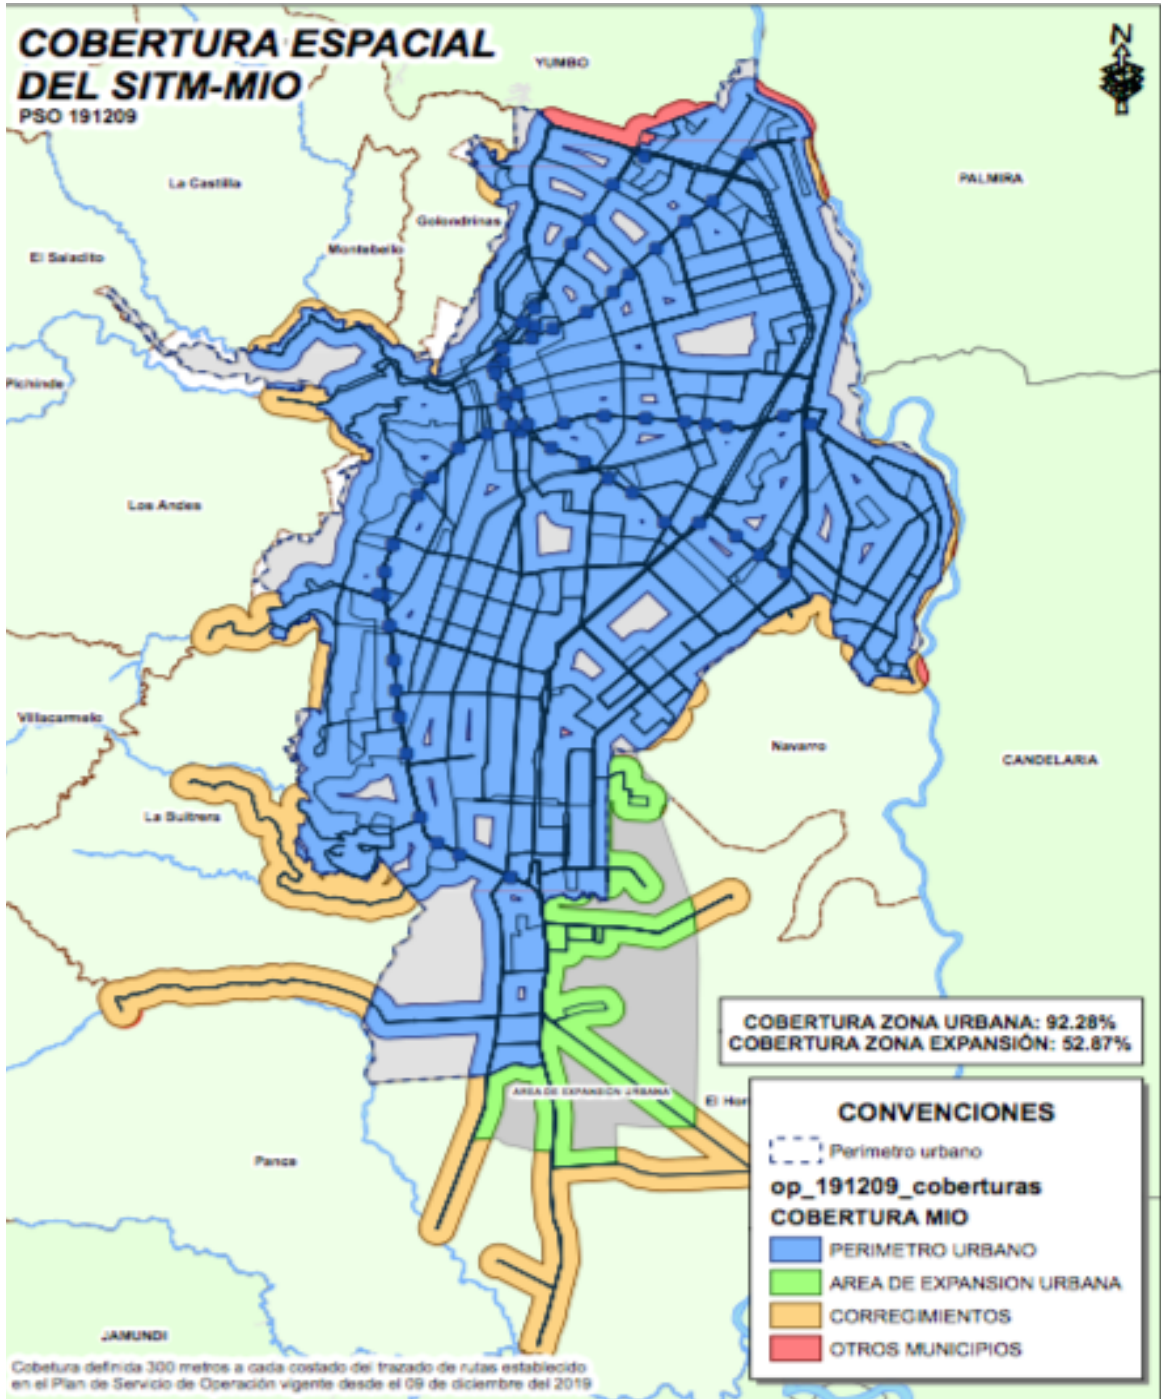 COBERTURA ESPACIAL
DEL SITM-MIO
PSO 191209
N
YUMBO
PALMIRA
La Castilla
Golondrinas
Montebello
El Saladito
Pichinde
Los Andes
Villacarmelo
Navarro
CANDELARIA
La Buitrera
COBERTURA ZONA URBANA: 92.28%
COBERTURA ZONA EXPANSIÓN: 52.87%
AREA DE EXPANSION URBANA
El Hor
Pance
JAMUNDI
CONVENCIONES
Perimetro urbano
op_191209_coberturas
COBERTURA MIO
PERIMETRO URBANO
AREA DE EXPANSION URBANA
CORREGIMIENTOS
OTROS MUNICIPIOS
Cobetura definida 300 metros a cada costado del trazado de rutas establecido
en el Plan de Servicio de Operación vigente desde el 09 de diciembre del 2019